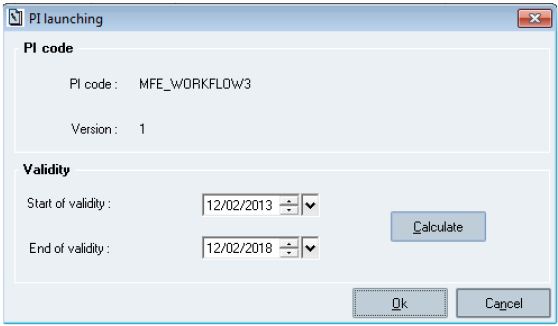 PI launching
PI code
PI code : MFE_WORKFLOW3
Version : 1
Validity
Start of validity : 12/02/2013
Calculate
End of validity : 12/02/2018
Ok Cancel